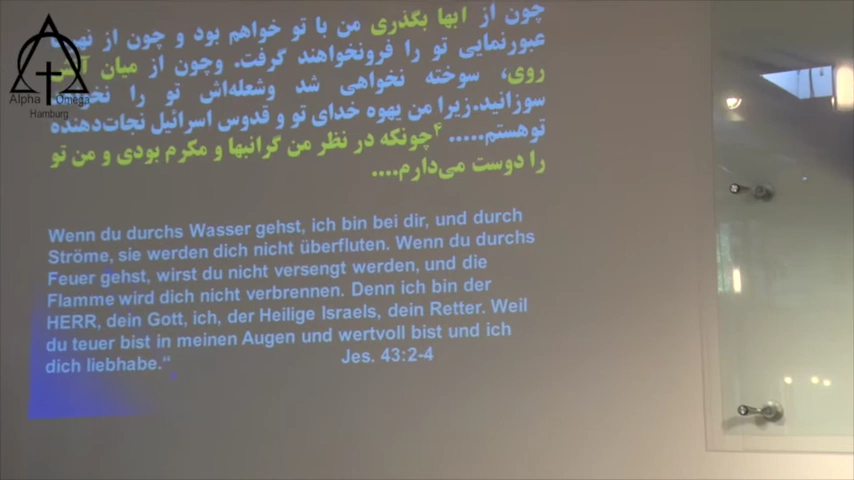 چون از آبها بگذری من با تو خواهم بود و چون از
عبورنمایی تو را فرونخواهند گرفت. وچون از میان
روی، سوخته نخواهی شد وشعله‌اش تو را
سوزانید.زیرا من یهوه خدای تو و قدوس اسرائیل نجات‌دهنده
توهستم..... ۴چونکه در نظر من گرانبها و مکرم بودی و من تو
را دوست می‌دارم....
Alpha Omega
Hamburg
Wenn du durchs Wasser gehst, ich bin bei dir, und durch
Ströme, sie werden dich nicht überfluten. Wenn du durchs
Feuer gehst, wirst du nicht versengt werden, und die
Flamme wird dich nicht verbrennen. Denn ich bin der
HERR, dein Gott, ich, der Heilige Israels, dein Retter. Weil
du teuer bist in meinen Augen und wertvoll bist und ich
dich liebhabe.“ Jes. 43:2-4